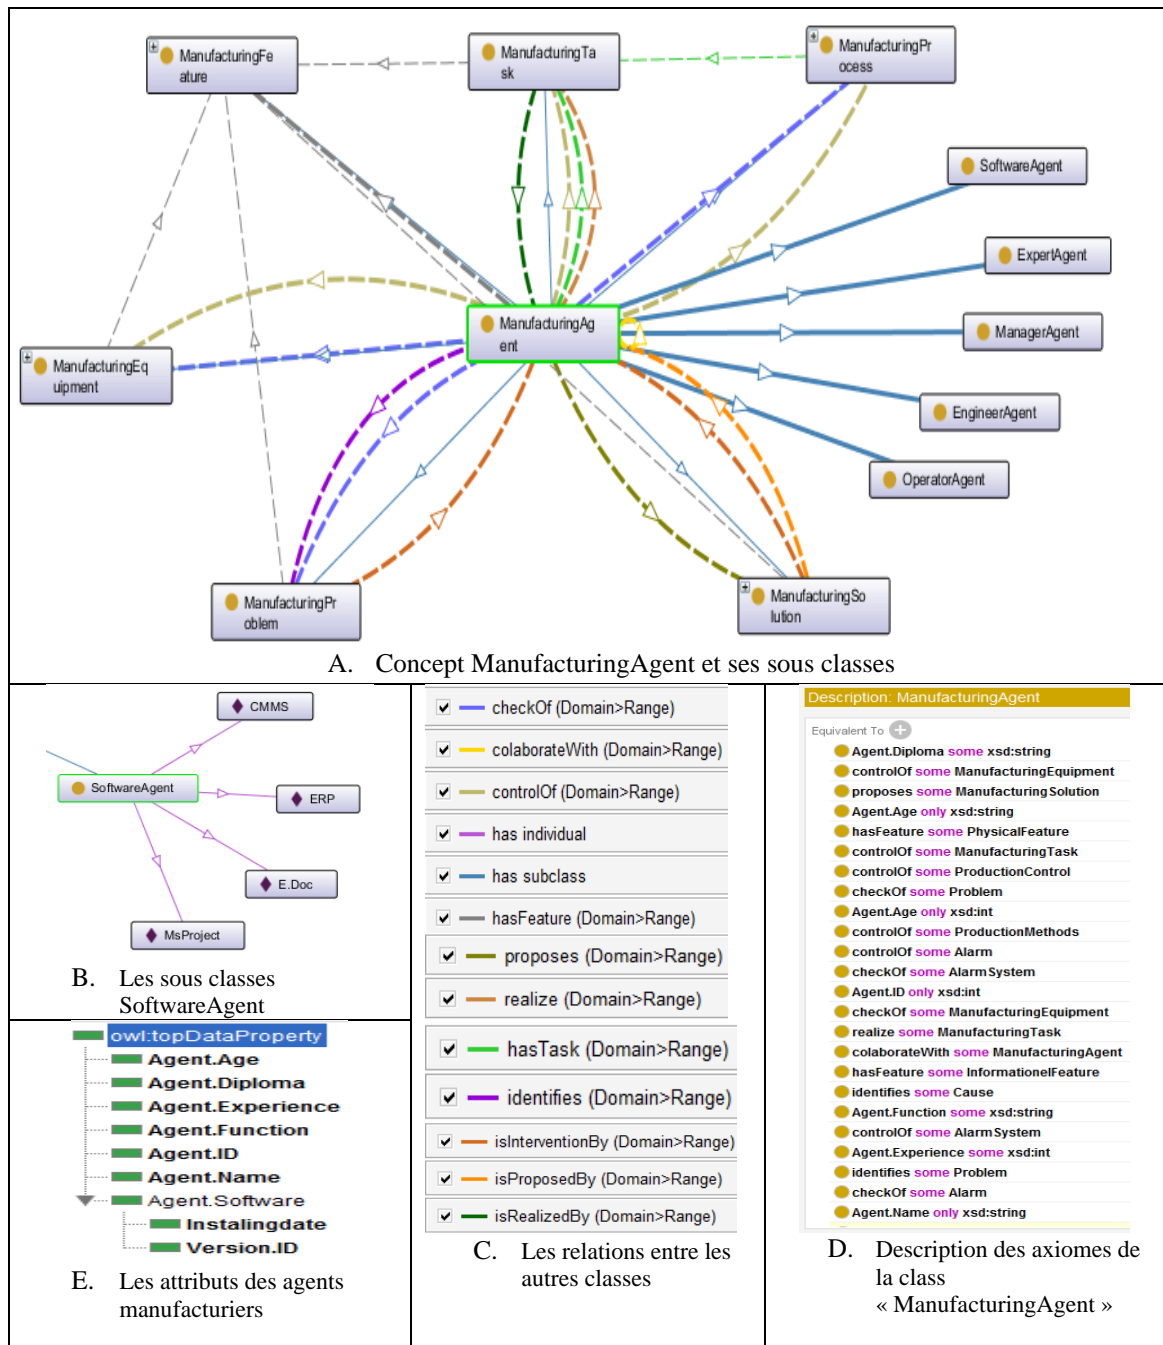 ManufacturingFe
ature
ManufacturingTa
sk
ManufacturingPr
ocess
SoftwareAgent
ExpertAgent
ManagerAgent
ManufacturingAg
ent
ManufacturingEq
uipment
EngineerAgent
OperatorAgent
ManufacturingPr
oblem
ManufacturingSo
lution
A. Concept ManufacturingAgent et ses sous classes
CMMS
SoftwareAgent
ERP
E.Doc
MsProject
B. Les sous classes
SoftwareAgent
owl:topDataProperty
Agent.Age
Agent.Diploma
Agent.Experience
Agent.Function
Agent.ID
Agent.Name
Agent.Software
Instalingdate
Version.ID
E. Les attributs des agents
manufacturiers
checkOf (Domain>Range)
colaborateWith (Domain>Range)
controlOf (Domain>Range)
has individual
has subclass
hasFeature (Domain>Range)
proposes (Domain>Range)
realize (Domain>Range)
hasTask (Domain>Range)
identifies (Domain>Range)
isInterventionBy (Domain>Range)
isProposedBy (Domain>Range)
isRealizedBy (Domain>Range)
C. Les relations entre les
autres classes
Description: ManufacturingAgent
Equivalent To
Agent.Diploma some xsd:string
controlOf some ManufacturingEquipment
proposes some ManufacturingSolution
Agent.Age only xsd:string
hasFeature some PhysicalFeature
controlOf some ManufacturingTask
controlOf some ProductionControl
checkOf some Problem
Agent.Age only xsd:int
controlOf some ProductionMethods
controlOf some Alarm
checkOf some AlarmSystem
Agent.ID only xsd:int
checkOf some ManufacturingEquipment
realize some ManufacturingTask
colaborateWith some ManufacturingAgent
hasFeature some InformationelFeature
identifies some Cause
Agent.Function some xsd:string
controlOf some AlarmSystem
Agent.Experience some xsd:int
identifies some Problem
checkOf some Alarm
Agent.Name only xsd:string
D. Description des axiomes de
la class
« ManufacturingAgent »